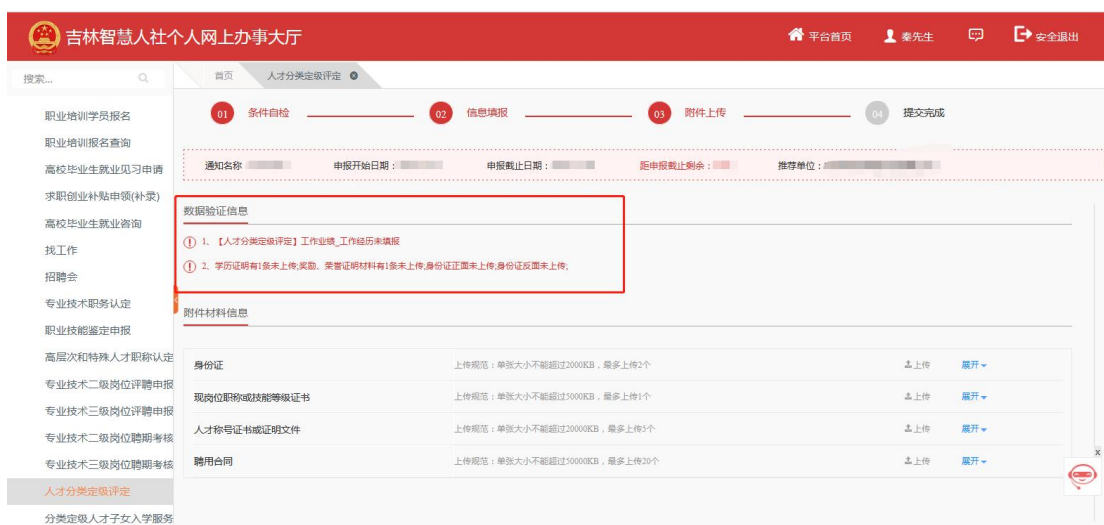 吉林智慧人社个人网上办事大厅
平台首页 秦先生 安全退出
搜索... 首页 人才分类定级评定
职业培训学员报名
职业培训报名查询
高校毕业生就业见习申请
求职创业补贴申领(补录)
高校毕业生就业咨询
找工作
招聘会
专业技术职务认定
职业技能鉴定申报
高层次和特殊人才职称认定
专业技术二级岗位评聘申报
专业技术三级岗位评聘申报
专业技术二级岗位聘期考核
专业技术三级岗位聘期考核
人才分类定级评定
分类定级人才子女入学服务
01 条件自检 02 信息填报 03 附件上传 04 提交完成
通知名称 申报开始日期: 申报截止日期: 距申报截止剩余: 推荐单位:
数据验证信息
1、【人才分类定级评定】工作业绩_工作经历未填报
2、学历证明有1条未上传;奖励、荣誉证明材料有1条未上传;身份证正面未上传;身份证反面未上传;
附件材料信息
身份证 上传规范:单张大小不能超过2000KB,最多上传2个 上传 展开
现岗位职称或技能等级证书 上传规范:单张大小不能超过5000KB,最多上传1个 上传 展开
人才称号证书或证明文件 上传规范:单张大小不能超过20000KB,最多上传5个 上传 展开
聘用合同 上传规范:单张大小不能超过50000KB,最多上传20个 上传 展开
x